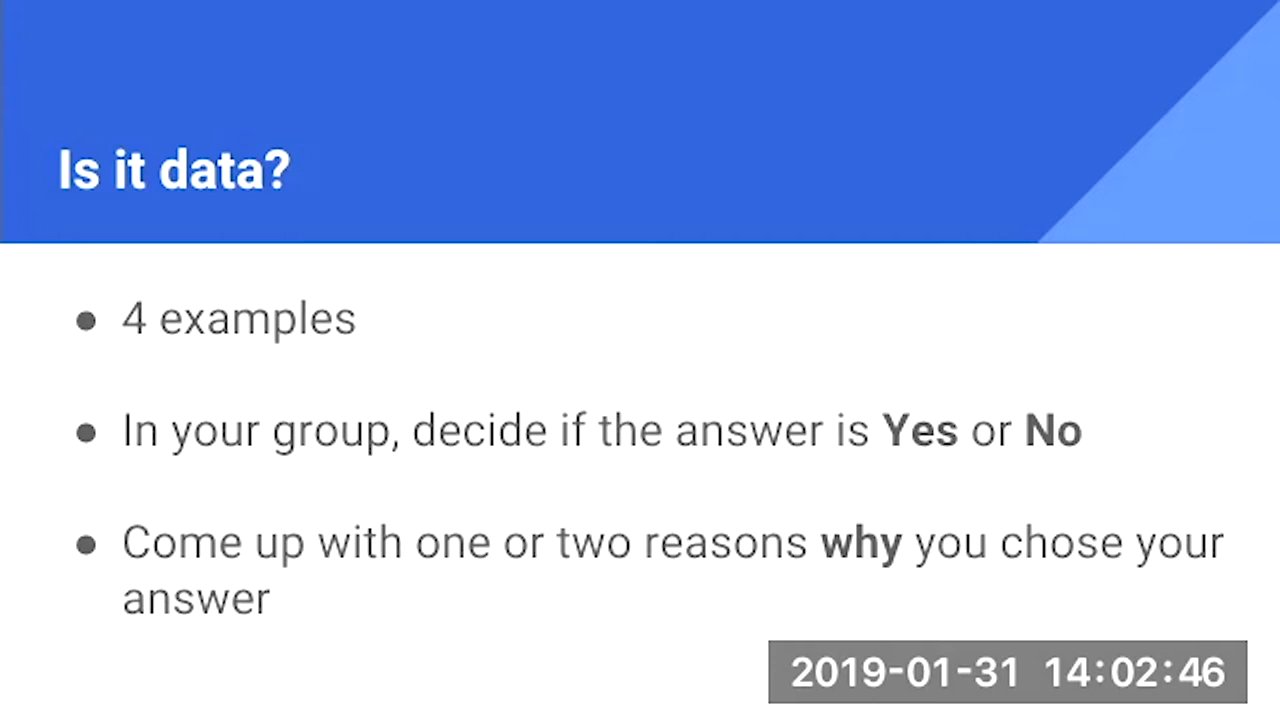 Is it data?
● 4 examples
● In your group, decide if the answer is Yes or No
● Come up with one or two reasons why you chose your
answer
2019-01-31 14:02:46